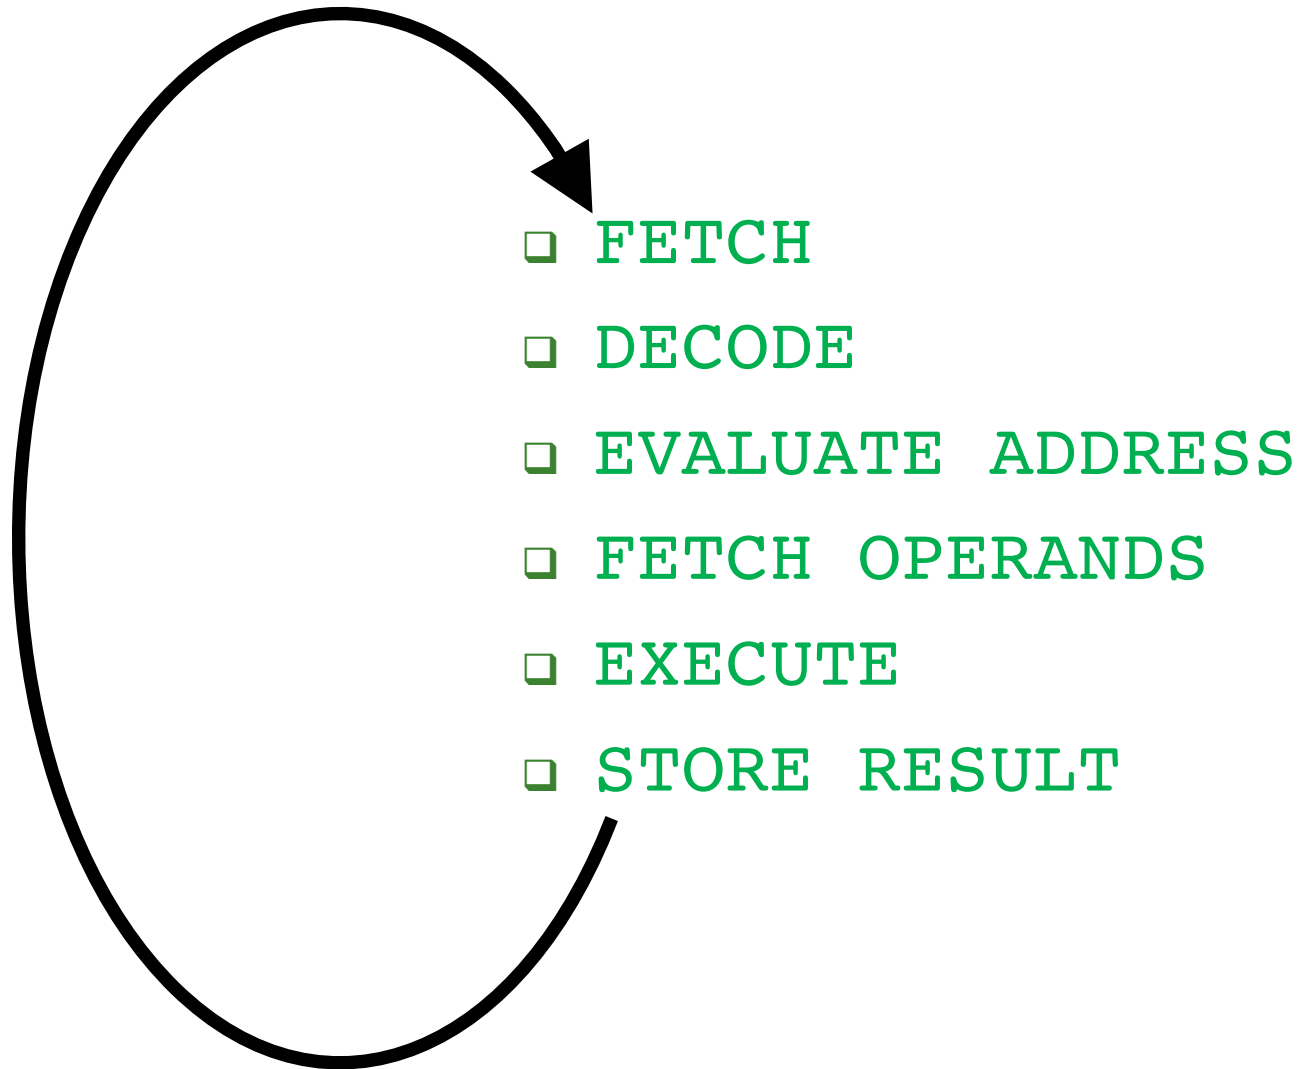 ❑ FETCH
❑ DECODE
❑ EVALUATE ADDRESS
❑ FETCH OPERANDS
❑ EXECUTE
❑ STORE RESULT